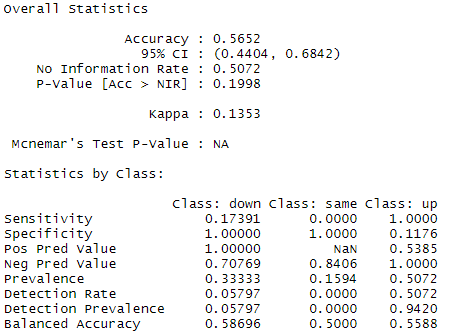 Overall Statistics
Accuracy : 0.5652
95% CI : (0.4404, 0.6842)
No Information Rate : 0.5072
P-Value [Acc > NIR] : 0.1998
Kappa : 0.1353
Mcnemar's Test P-Value : NA
Statistics by Class:
Class: down Class: same Class: up
Sensitivity 0.17391 0.0000 1.0000
Specificity 1.00000 1.0000 0.1176
Pos Pred Value 1.00000 NaN 0.5385
Neg Pred Value 0.70769 0.8406 1.0000
Prevalence 0.33333 0.1594 0.5072
Detection Rate 0.05797 0.0000 0.5072
Detection Prevalence 0.05797 0.0000 0.9420
Balanced Accuracy 0.58696 0.5000 0.5588